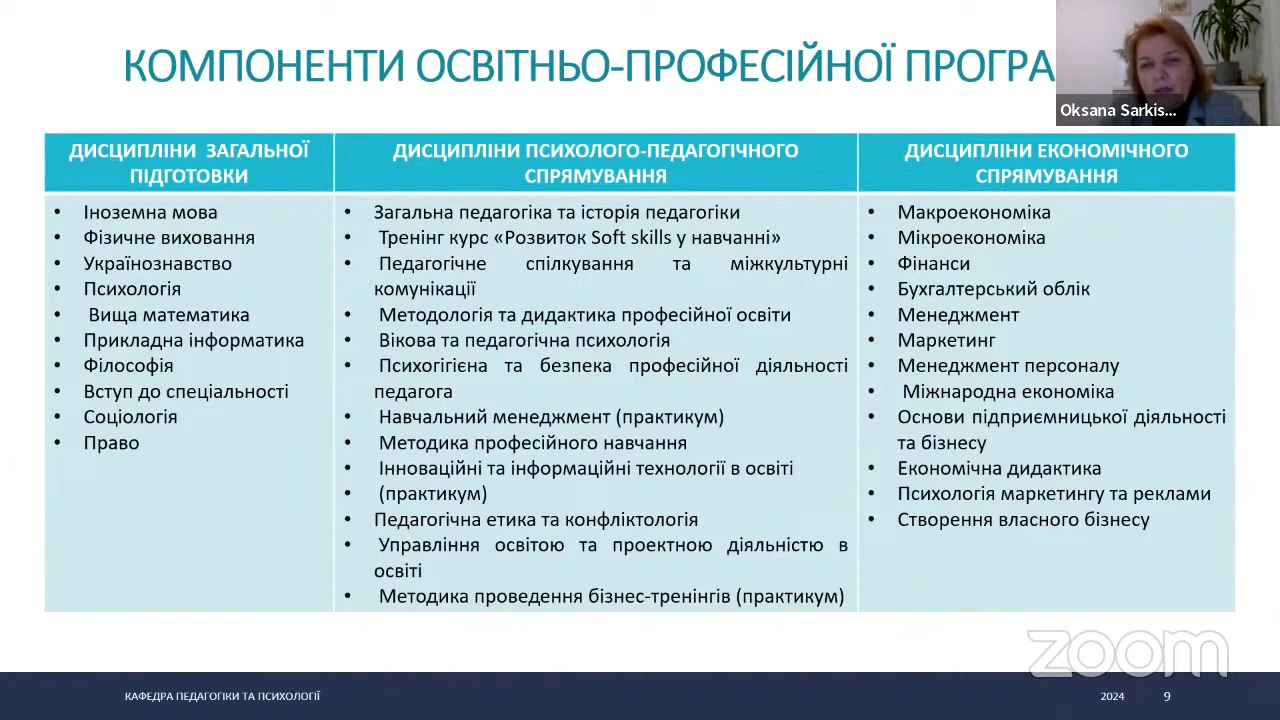 КОМПОНЕНТИ ОСВІТНЬО-ПРОФЕСІЙНОЇ ПРОГРА
Oksana Sarkis...
ДИСЦИПЛІНИ ЗАГАЛЬНОЇ
ПІДГОТОВКИ
• Іноземна мова
• Фізичне виховання
• Українознавство
• Психологія
• Вища математика
• Прикладна інформатика
• Філософія
• Вступ до спеціальності
• Соціологія
• Право
ДИСЦИПЛІНИ ПСИХОЛОГО-ПЕДАГОГІЧНОГО
СПРЯМУВАННЯ
• Загальна педагогіка та історія педагогіки
• Тренінг курс «Розвиток Soft skills у навчанні»
• Педагогічне спілкування та міжкультурні
комунікації
• Методологія та дидактика професійної освіти
• Вікова та педагогічна психологія
• Психогігієна та безпека професійної діяльності
педагога
• Навчальний менеджмент (практикум)
• Методика професійного навчання
• Інноваційні та інформаційні технології в освіті
• (практикум)
• Педагогічна етика та конфліктологія
• Управління освітою та проектною діяльністю в
освіті
• Методика проведення бізнес-тренінгів (практикум)
ДИСЦИПЛІНИ ЕКОНОМІЧНОГО
СПРЯМУВАННЯ
• Макроекономіка
• Мікроекономіка
• Фінанси
• Бухгалтерський облік
• Менеджмент
• Маркетинг
• Менеджмент персоналу
• Міжнародна економіка
• Основи підприємницької діяльності
та бізнесу
• Економічна дидактика
• Психологія маркетингу та реклами
• Створення власного бізнесу
zoom
КАФЕДРА ПЕДАГОГІКИ ТА ПСИХОЛОГІЇ
2024
9